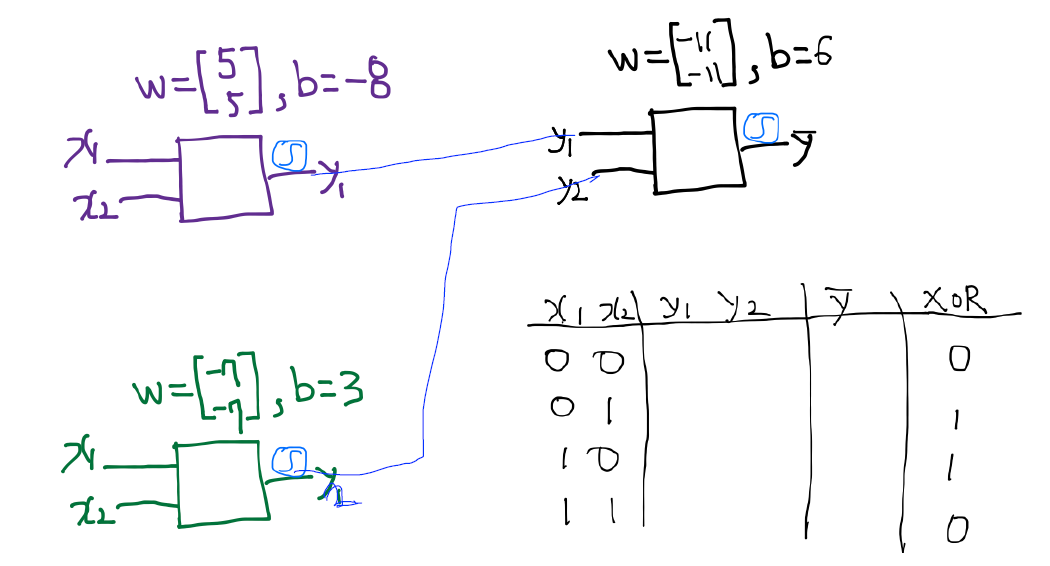 w=[5 5], b=-8
x1
x2
S
y1
w=[-11 -11], b=6
y1
y2
S
ȳ
w=[-7 -7], b=3
x1
x2
S
y2
x1 x2 y1 y2 ȳ XOR
0 0 0
0 1 1
1 0 1
1 1 0